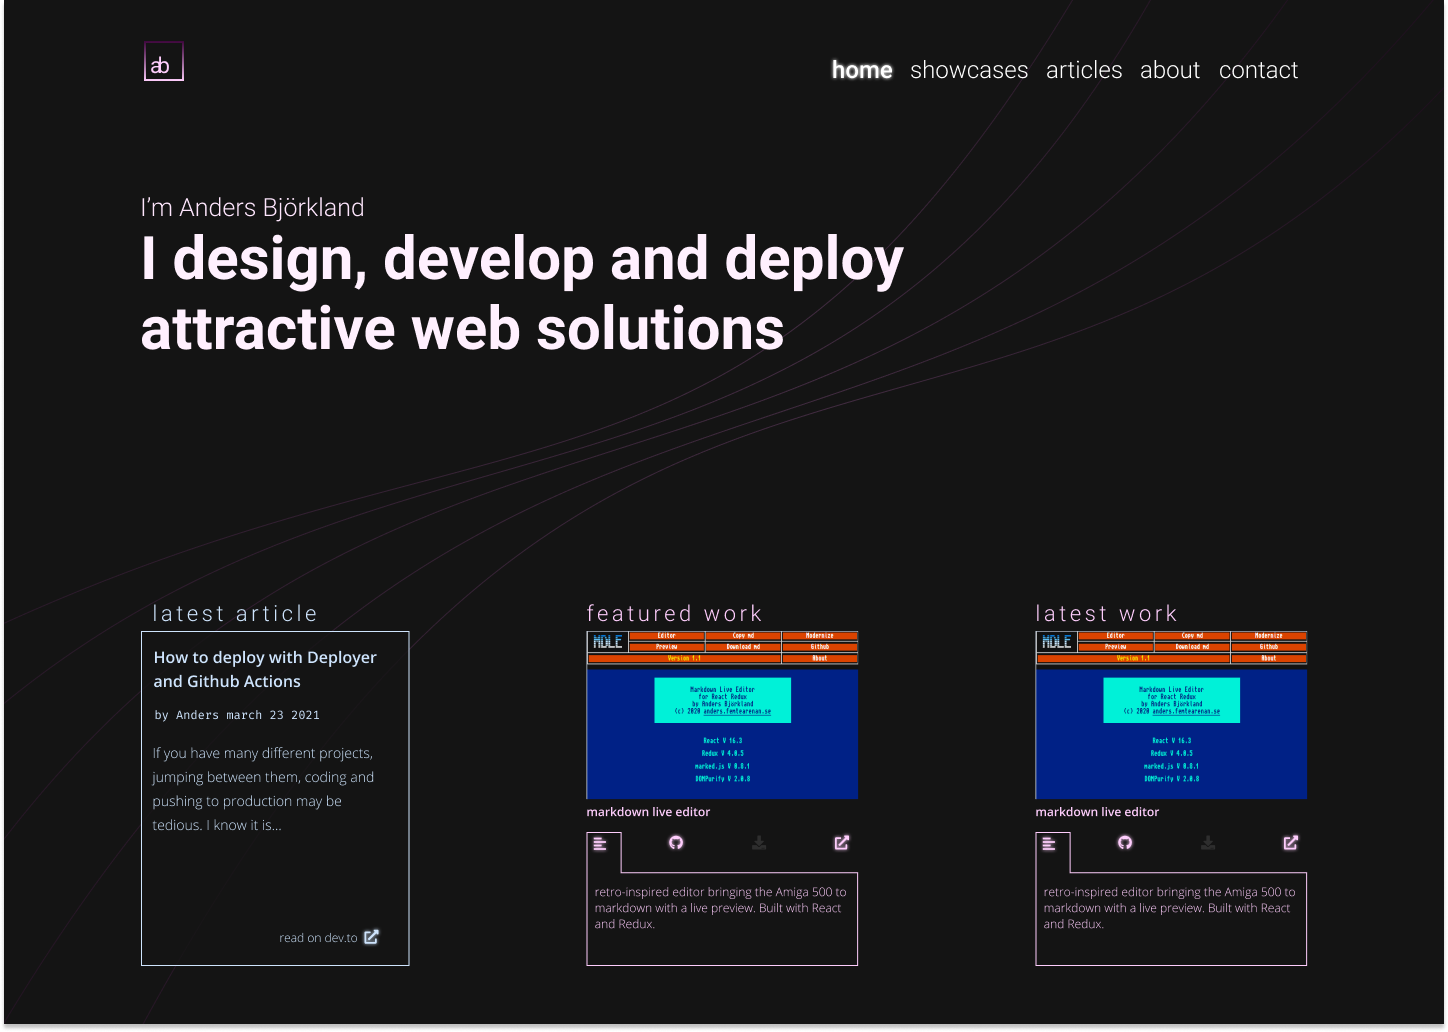 ab
home showcases articles about contact
I’m Anders Björkland
I design, develop and deploy
attractive web solutions
latest article
How to deploy with Deployer
and Github Actions
by Anders march 23 2021
If you have many different projects,
jumping between them, coding and
pushing to production may be
tedious. I know it is...
read on dev.to
featured work
MDLE
Editor Copy md Modernize
Preview Download md Github
Version 1.1 About
Markdown Live Editor
for React Redux
by Anders Bjorkland
(c) 2020 anders.femtearenan.se
React V 16.3
Redux V 4.0.5
marked.js V 0.8.1
DOMPurify V 2.0.8
markdown live editor
retro-inspired editor bringing the Amiga 500 to
markdown with a live preview. Built with React
and Redux.
latest work
MDLE
Editor Copy md Modernize
Preview Download md Github
Version 1.1 About
Markdown Live Editor
for React Redux
by Anders Bjorkland
(c) 2020 anders.femtearenan.se
React V 16.3
Redux V 4.0.5
marked.js V 0.8.1
DOMPurify V 2.0.8
markdown live editor
retro-inspired editor bringing the Amiga 500 to
markdown with a live preview. Built with React
and Redux.